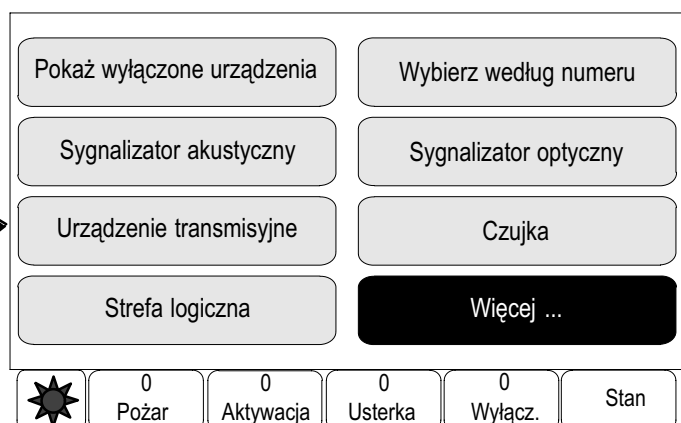 Pokaż wyłączone urządzenia
Wybierz według numeru
Sygnalizator akustyczny
Sygnalizator optyczny
Urządzenie transmisyjne
Czujka
Strefa logiczna
Więcej ...
0 Pożar
0 Aktywacja
0 Usterka
0 Wyłącz.
Stan